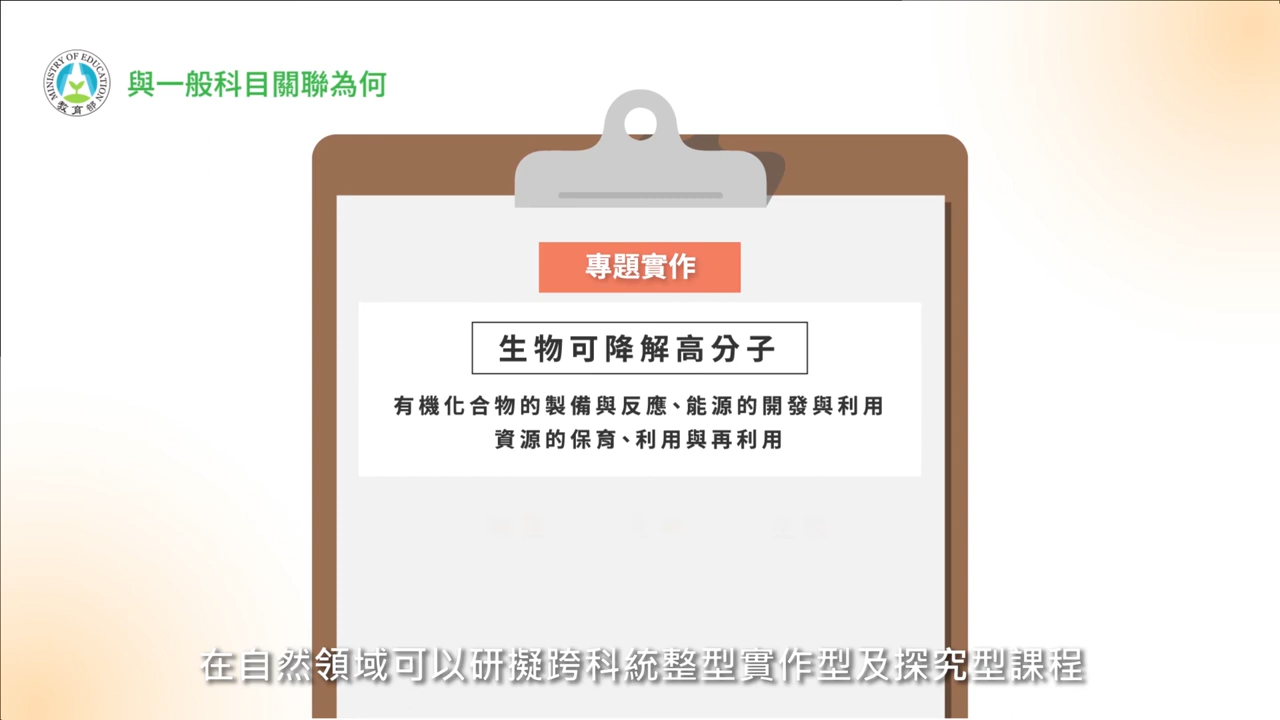 MINISTRY OF EDUCATION
教育部
與一般科目關聯為何
專題實作
生物可降解高分子
有機化合物的製備與反應、能源的開發與利用
資源的保育、利用與再利用
在自然領域可以研擬跨科統整型實作型及探究型課程